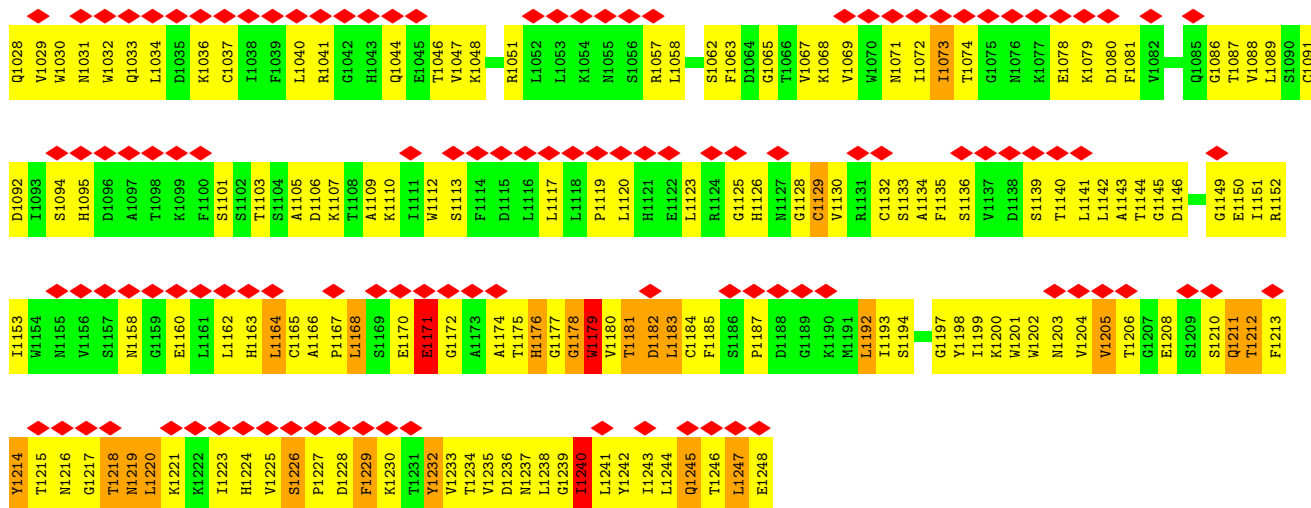 Q1028 V1029 W1030 N1031 W1032 Q1033 L1034 D1035 K1036 C1037 I1038 F1039 L1040 R1041 G1042 H1043 Q1044 E1045 T1046 V1047 K1048 R1051 L1052 L1053 K1054 N1055 S1056 R1057 L1058 S1062 F1063 D1064 G1065 T1066 V1067 K1068 V1069 W1070 N1071 I1072 I1073 T1074 G1075 N1076 K1077 E1078 K1079 D1080 F1081 V1082 Q1085 G1086 T1087 V1088 L1089 S1090 C1091
D1092 I1093 S1094 H1095 D1096 A1097 T1098 K1099 F1100 S1101 S1102 T1103 S1104 A1105 D1106 K1107 T1108 A1109 K1110 I1111 W1112 S1113 F1114 D1115 L1116 L1117 L1118 P1119 L1120 H1121 E1122 L1123 R1124 G1125 H1126 N1127 G1128 C1129 V1130 R1131 C1132 S1133 A1134 F1135 S1136 V1137 D1138 S1139 T1140 L1141 L1142 A1143 T1144 G1145 D1146 G1149 E1150 I1151 R1152
I1153 W1154 N1155 V1156 S1157 N1158 G1159 E1160 L1161 L1162 H1163 L1164 C1165 A1166 P1167 L1168 S1169 E1170 E1171 G1172 A1173 A1174 T1175 H1176 G1177 G1178 W1179 V1180 T1181 D1182 L1183 C1184 F1185 S1186 P1187 D1188 G1189 K1190 M1191 L1192 I1193 S1194 G1197 Y1198 I1199 K1200 W1201 W1202 N1203 V1204 V1205 T1206 G1207 E1208 S1209 S1210 Q1211 T1212 F1213
Y1214 T1215 N1216 G1217 T1218 N1219 L1220 K1221 K1222 I1223 H1224 V1225 S1226 P1227 D1228 F1229 K1230 T1231 Y1232 V1233 T1234 V1235 D1236 N1237 L1238 G1239 I1240 L1241 Y1242 I1243 L1244 Q1245 T1246 L1247 E1248